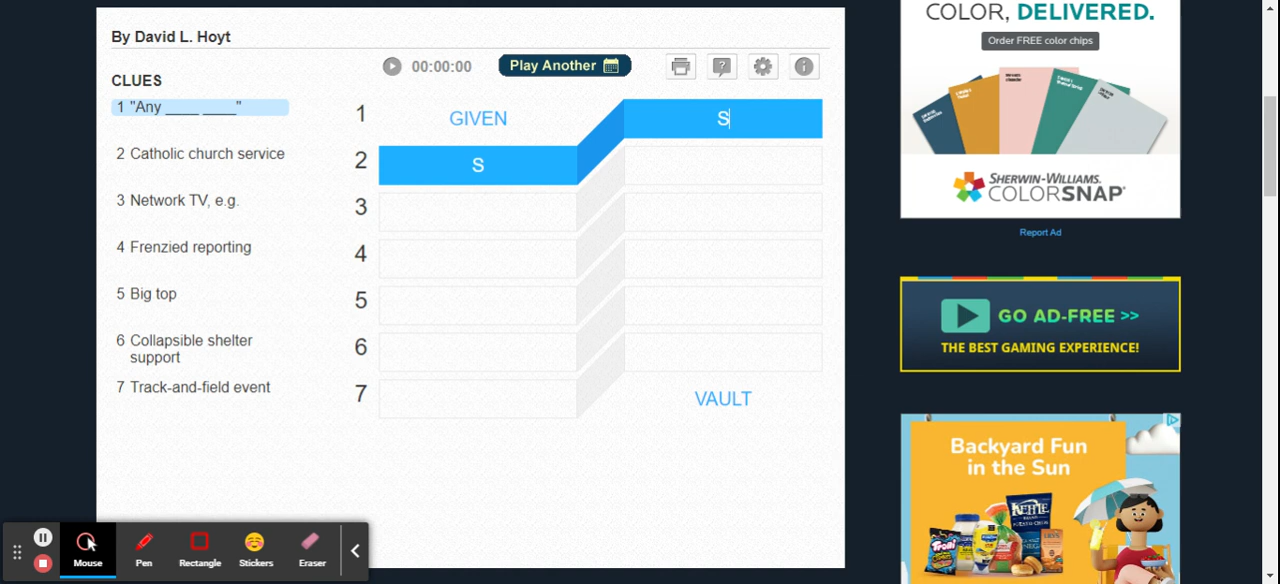 By David L. Hoyt
CLUES
00:00:00
Play Another
1 "Any ____ ____"
2 Catholic church service
3 Network TV, e.g.
4 Frenzied reporting
5 Big top
6 Collapsible shelter
support
7 Track-and-field event
1
GIVEN
S
2
S
3
4
5
6
7
VAULT
COLOR, DELIVERED.
Order FREE color chips
SHERWIN-WILLIAMS.
COLORSNAP®
Report Ad
GO AD-FREE >>
THE BEST GAMING EXPERIENCE!
Backyard Fun
in the Sun
KETTLE
Trolli
Mouse
Pen
Rectangle
Stickers
Eraser